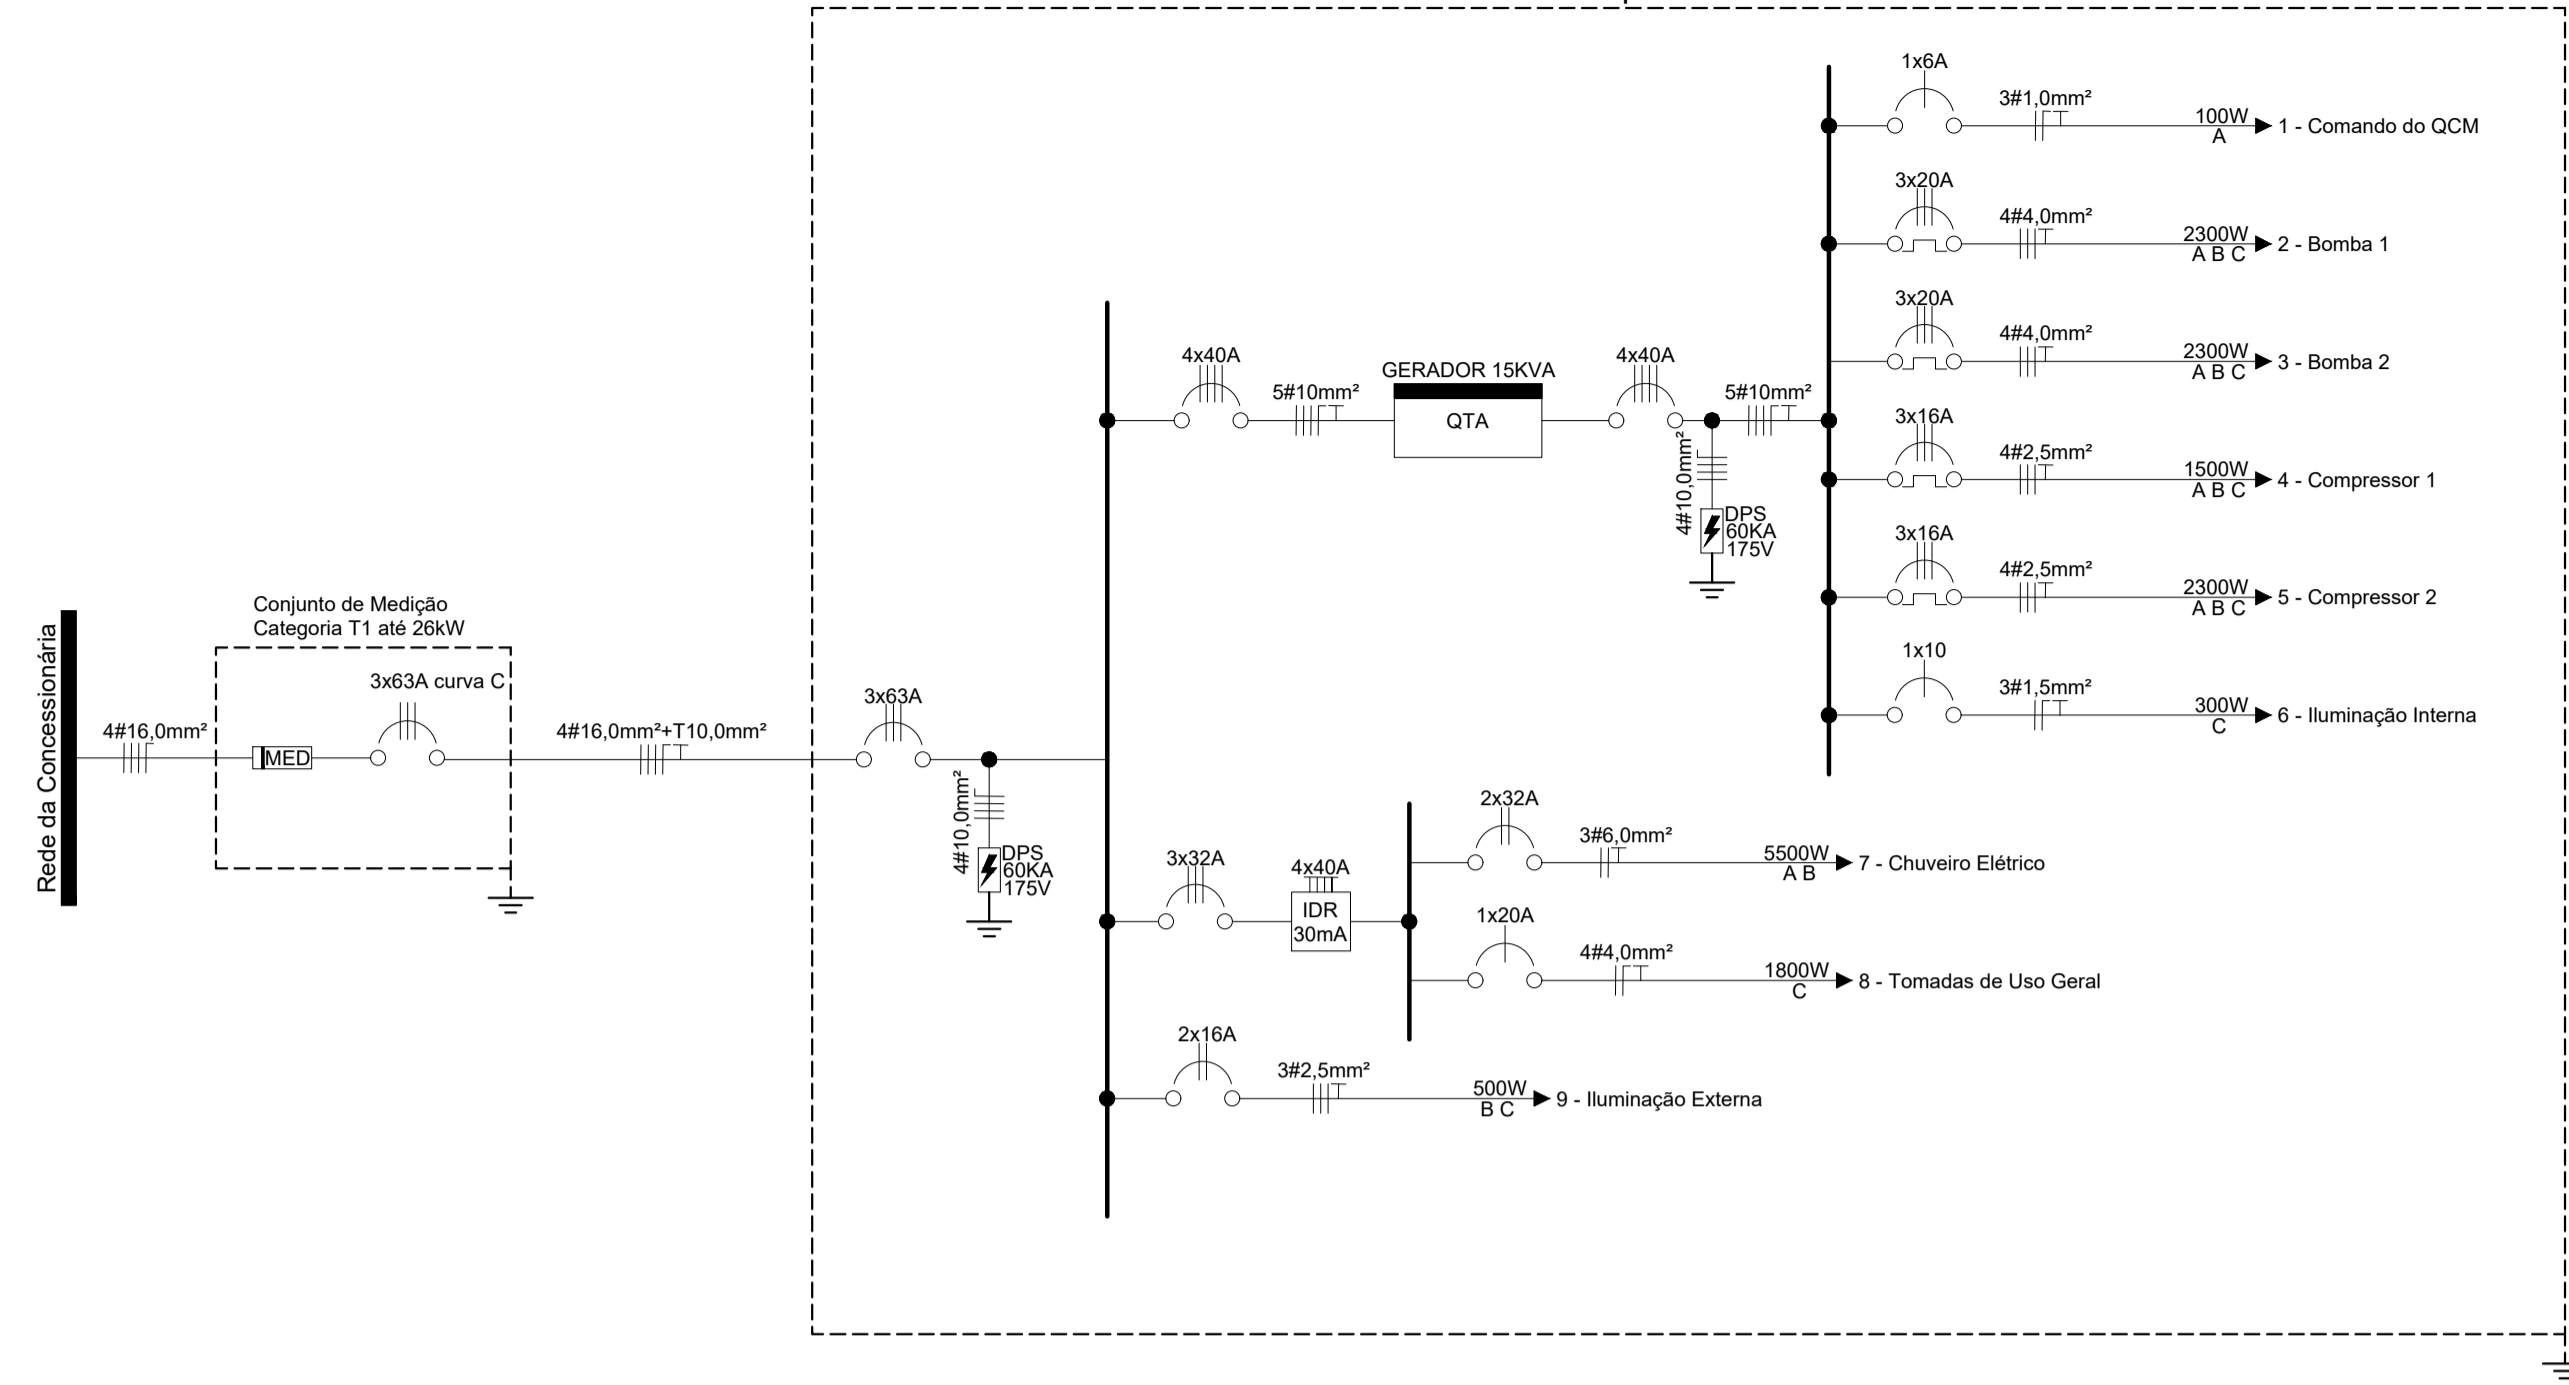 Rede da Concessionária
4#16,0mm²
Conjunto de Medição
Categoria T1 até 26kW
MED
3x63A curva C
4#16,0mm²+T10,0mm²
3x63A
4#10,0mm²
DPS
60KA
175V
4x40A
5#10mm²
GERADOR 15KVA
QTA
4x40A
5#10mm²
4#10,0mm²
DPS
60KA
175V
1x6A
3#1,0mm²
100W
A
1 - Comando do QCM
3x20A
4#4,0mm²
2300W
A B C
2 - Bomba 1
3x20A
4#4,0mm²
2300W
A B C
3 - Bomba 2
3x16A
4#2,5mm²
1500W
A B C
4 - Compressor 1
3x16A
4#2,5mm²
2300W
A B C
5 - Compressor 2
1x10
3#1,5mm²
300W
C
6 - Iluminação Interna
3x32A
4x40A
IDR
30mA
2x32A
3#6,0mm²
5500W
A B
7 - Chuveiro Elétrico
1x20A
4#4,0mm²
1800W
C
8 - Tomadas de Uso Geral
2x16A
3#2,5mm²
500W
B C
9 - Iluminação Externa